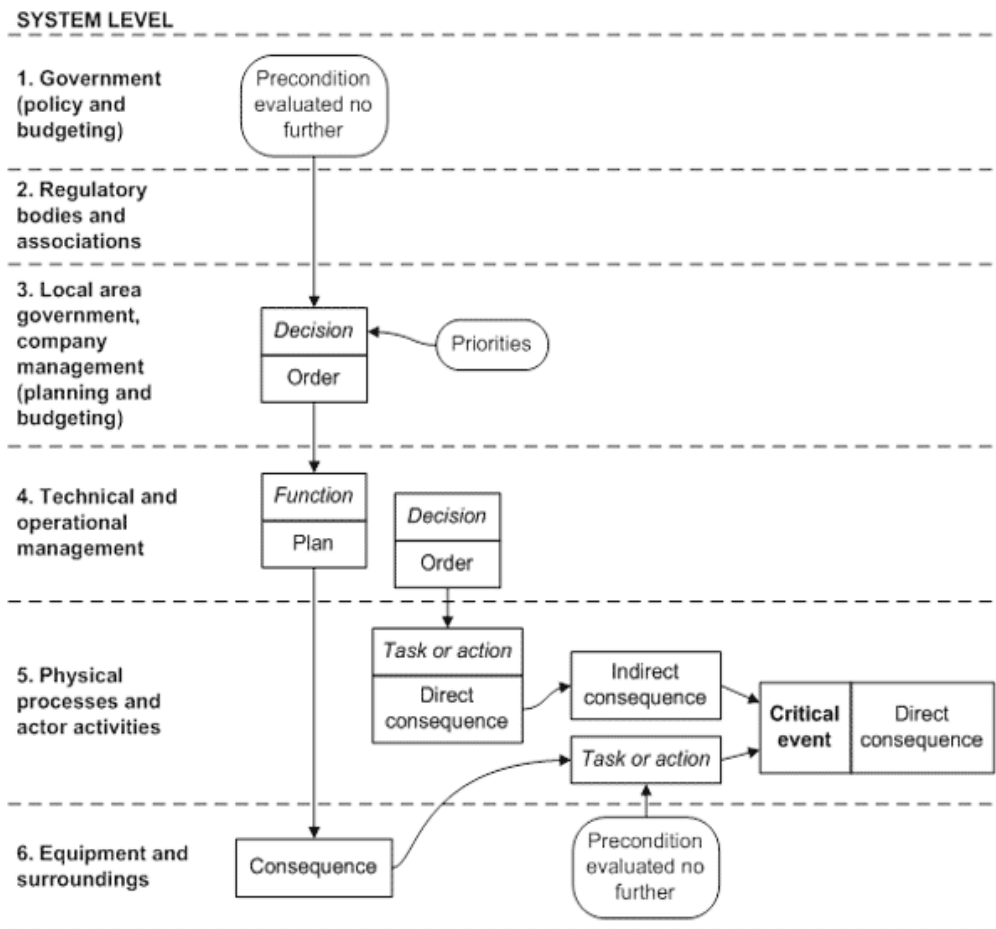 SYSTEM LEVEL
1. Government
(policy and
budgeting)
Precondition
evaluated no
further
2. Regulatory
bodies and
associations
3. Local area
government,
company
management
(planning and
budgeting)
Decision
Order
Priorities
4. Technical and
operational
management
Function
Plan
Decision
Order
5. Physical
processes and
actor activities
Task or action
Direct
consequence
Indirect
consequence
Task or action
Critical
event
Direct
consequence
6. Equipment and
surroundings
Consequence
Precondition
evaluated no
further